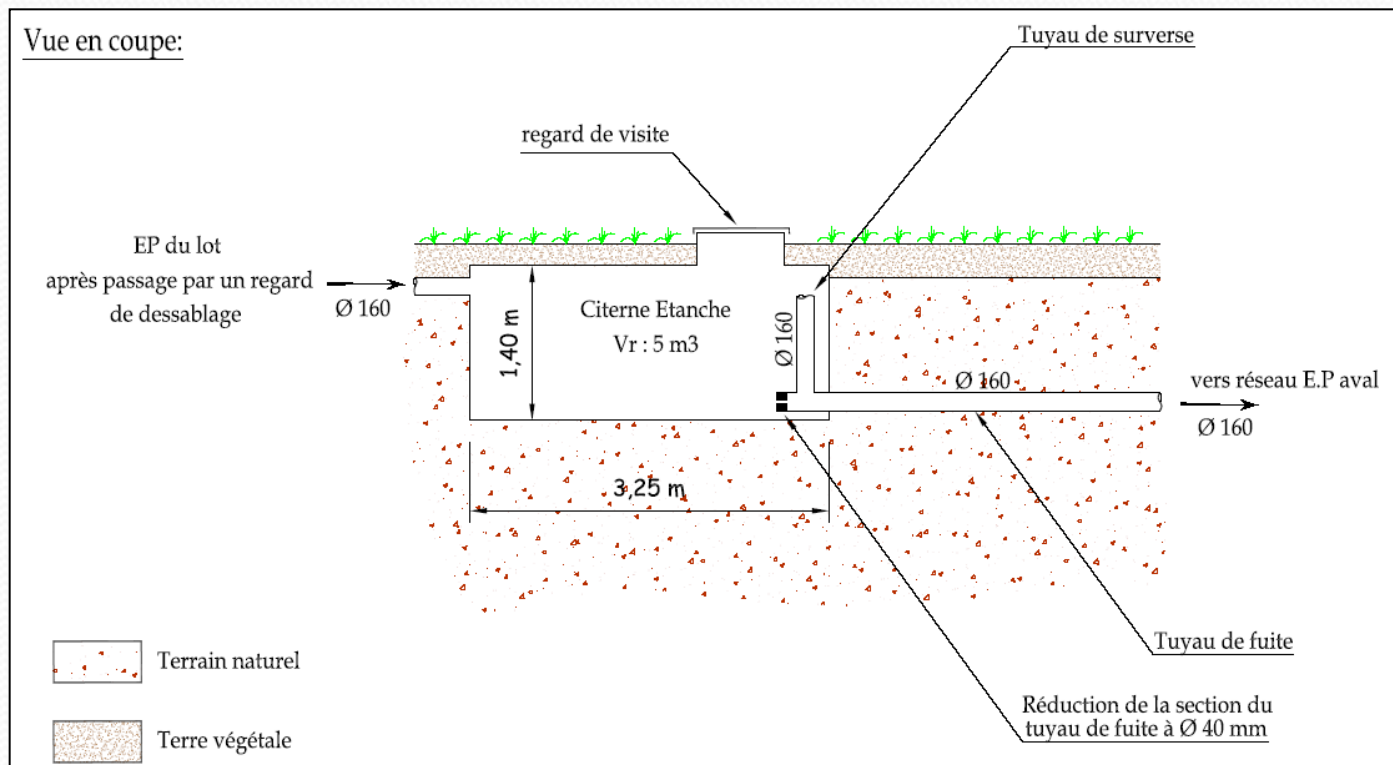 Vue en coupe:
Tuyau de surverse
regard de visite
EP du lot
après passage par un regard
de dessablage
Ø 160
1,40 m
Citerne Etanche
Vr : 5 m3
Ø 160
Ø 160
vers réseau E.P aval
Ø 160
3,25 m
Tuyau de fuite
Réduction de la section du
tuyau de fuite à Ø 40 mm
Terrain naturel
Terre végétale